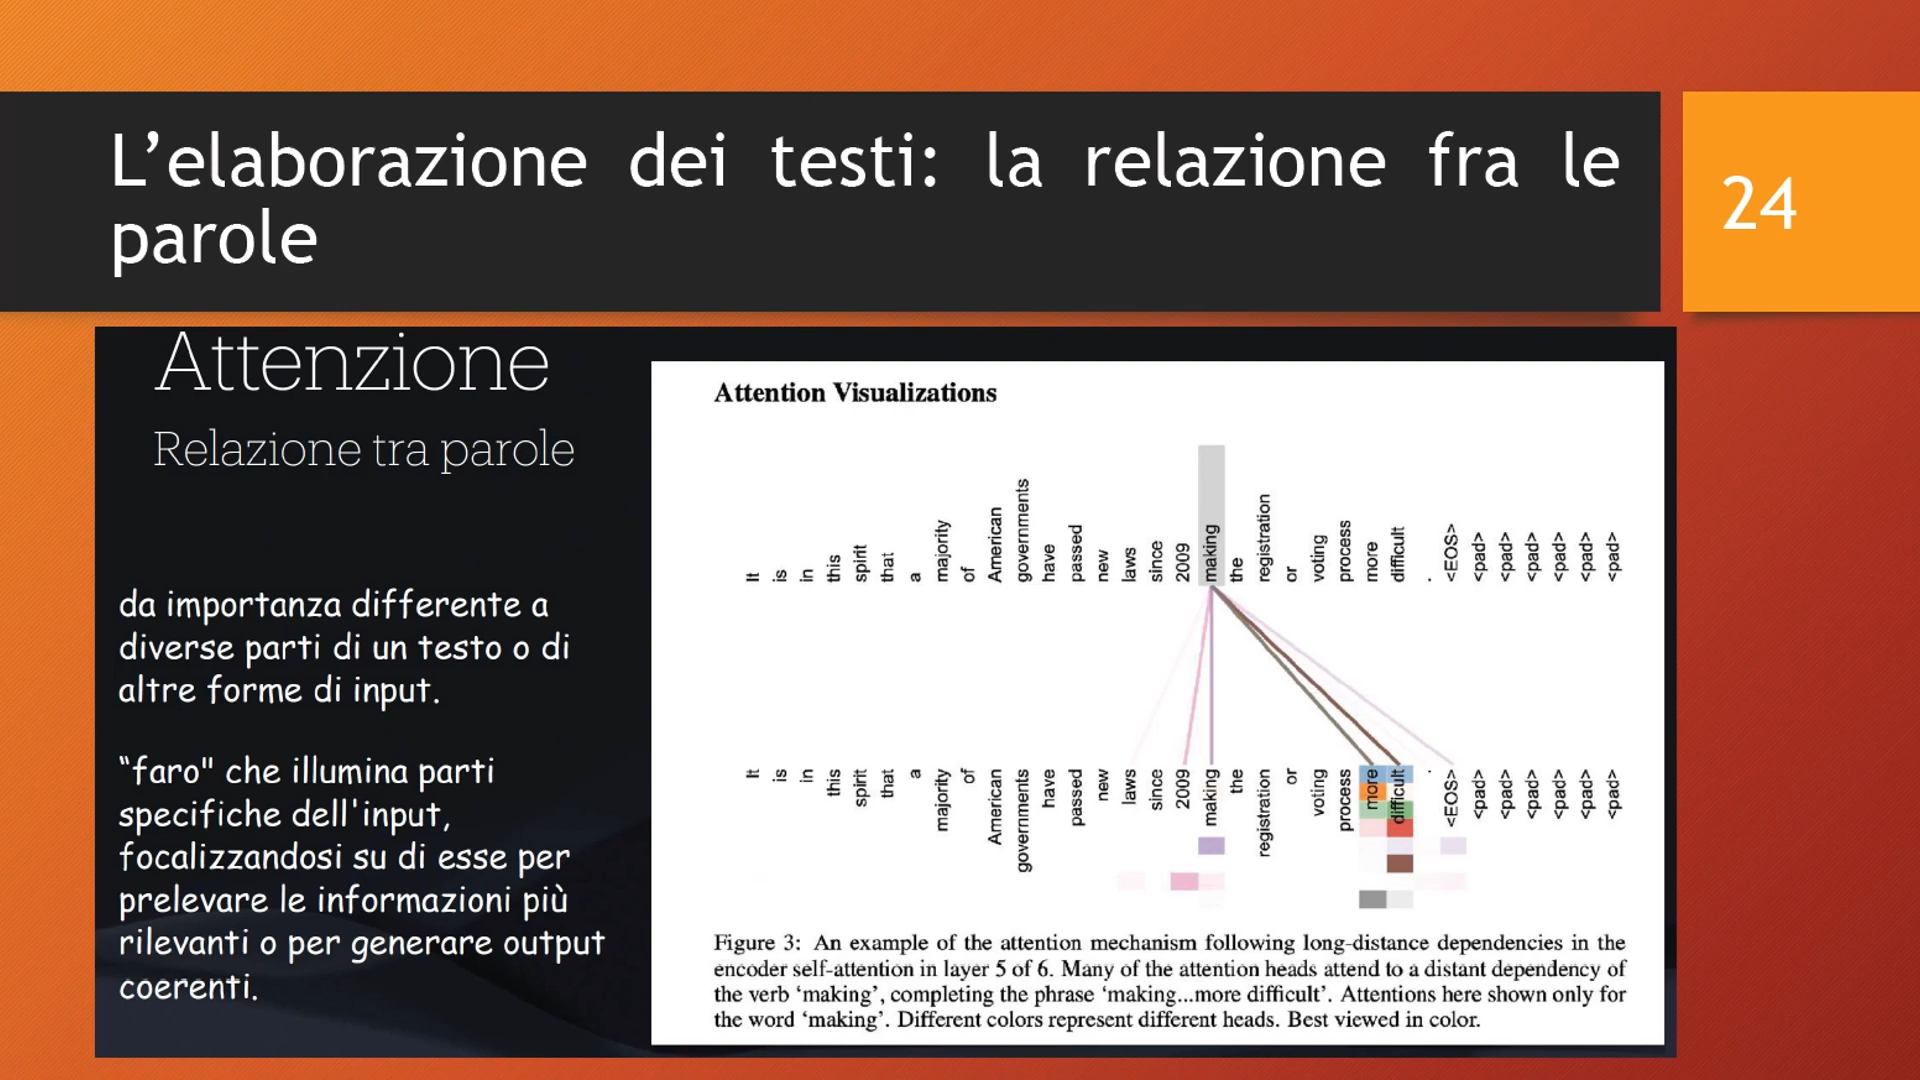 L’elaborazione dei testi: la relazione fra le
parole
24
Attenzione
Relazione tra parole
da importanza differente a
diverse parti di un testo o di
altre forme di input.
“faro" che illumina parti
specifiche dell'input,
focalizzandosi su di esse per
prelevare le informazioni più
rilevanti o per generare output
coerenti.
Attention Visualizations
It is in this spirit that a majority of American governments have passed new laws since 2009 making the registration or voting process more difficult . <EOS> <pad> <pad> <pad> <pad> <pad> <pad>
It is in this spirit that a majority of American governments have passed new laws since 2009 making the registration or voting process more difficult . <EOS> <pad> <pad> <pad> <pad> <pad> <pad>
Figure 3: An example of the attention mechanism following long-distance dependencies in the
encoder self-attention in layer 5 of 6. Many of the attention heads attend to a distant dependency of
the verb ‘making’, completing the phrase ‘making...more difficult’. Attentions here shown only for
the word ‘making’. Different colors represent different heads. Best viewed in color.